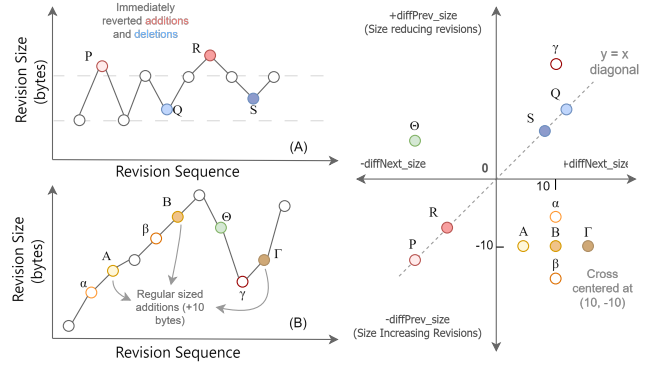 Immediately
reverted additions
and deletions
P
R
Q
S
Revision Size
(bytes)
(A)
Revision Sequence
B
Θ
β
A
Γ
α
γ
Regular sized
additions (+10
bytes)
Revision Size
(bytes)
(B)
Revision Sequence
+diffPrev_size
(Size reducing revisions)
γ
y = x
diagonal
Q
S
Θ
-diffNext_size
0
+diffNext_size
10
α
R
A
B
Γ
P
-10
β
Cross
centered at
(10, -10)
-diffPrev_size
(Size Increasing Revisions)